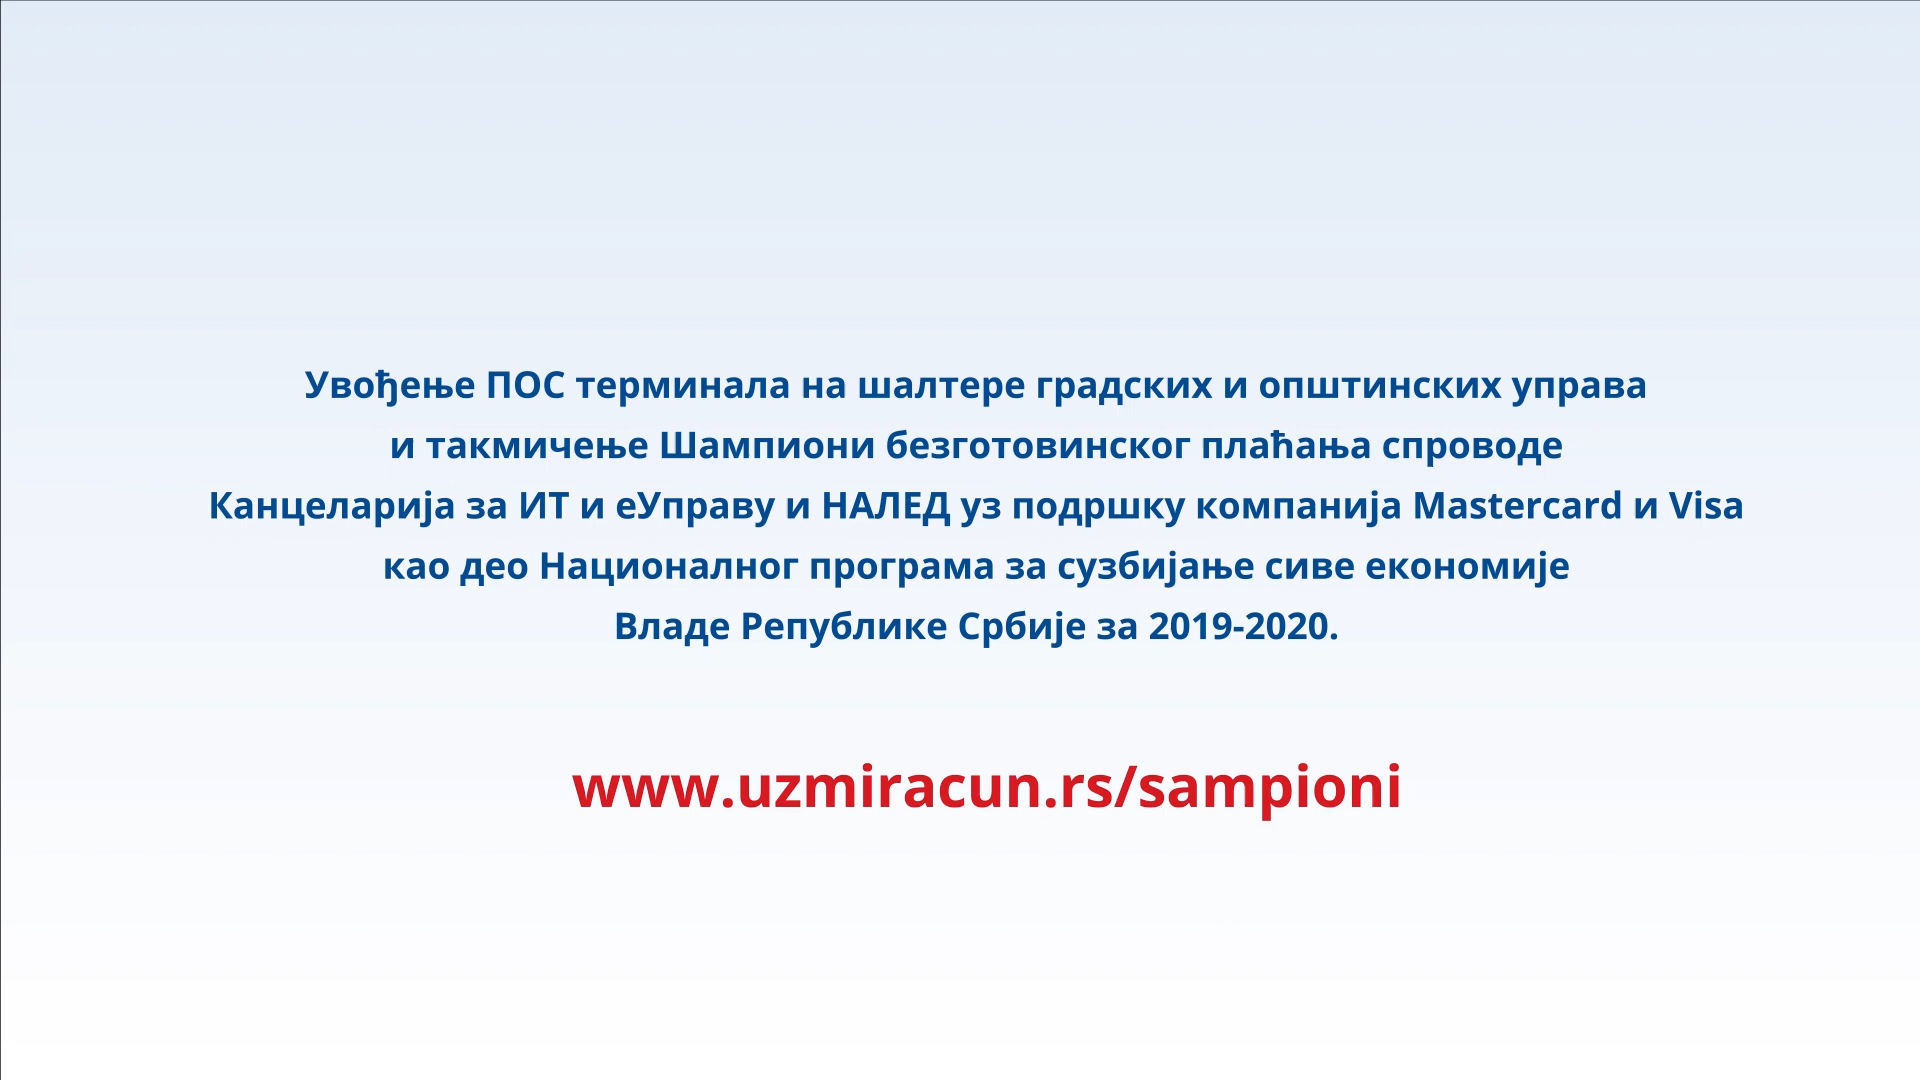 Увођење ПОС терминала на шалтере градских и општинских управа
и такмичење Шампиони безготовинског плаћања спроводе
Канцеларија за ИТ и еУправу и НАЛЕД уз подршку компанија Mastercard и Visa
као део Националног програма за сузбијање сиве економије
Владе Републике Србије за 2019-2020.
www.uzmiracun.rs/sampioni